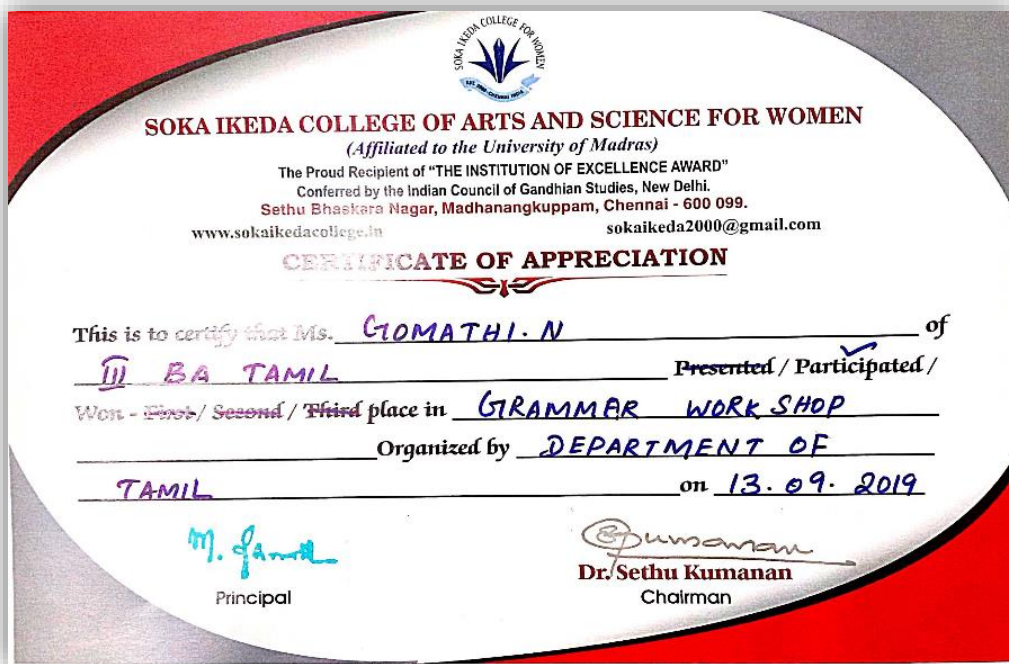 SOKA IKEDA COLLEGE FOR WOMEN
SOKA IKEDA COLLEGE OF ARTS AND SCIENCE FOR WOMEN
(Affiliated to the University of Madras)
The Proud Recipient of "THE INSTITUTION OF EXCELLENCE AWARD"
Conferred by the Indian Council of Gandhian Studies, New Delhi.
Sethu Bhaskara Nagar, Madhanangkuppam, Chennai - 600 099.
www.sokaikedacollege.in sokaikeda2000@gmail.com
CERTIFICATE OF APPRECIATION
This is to certify that Ms. GOMATHI.N of
III BA TAMIL Presented / Participated /
Won - First / Second / Third place in GRAMMAR WORK SHOP
Organized by DEPARTMENT OF
TAMIL on 13.09.2019
Dr. Sethu Kumanan
Principal Chairman